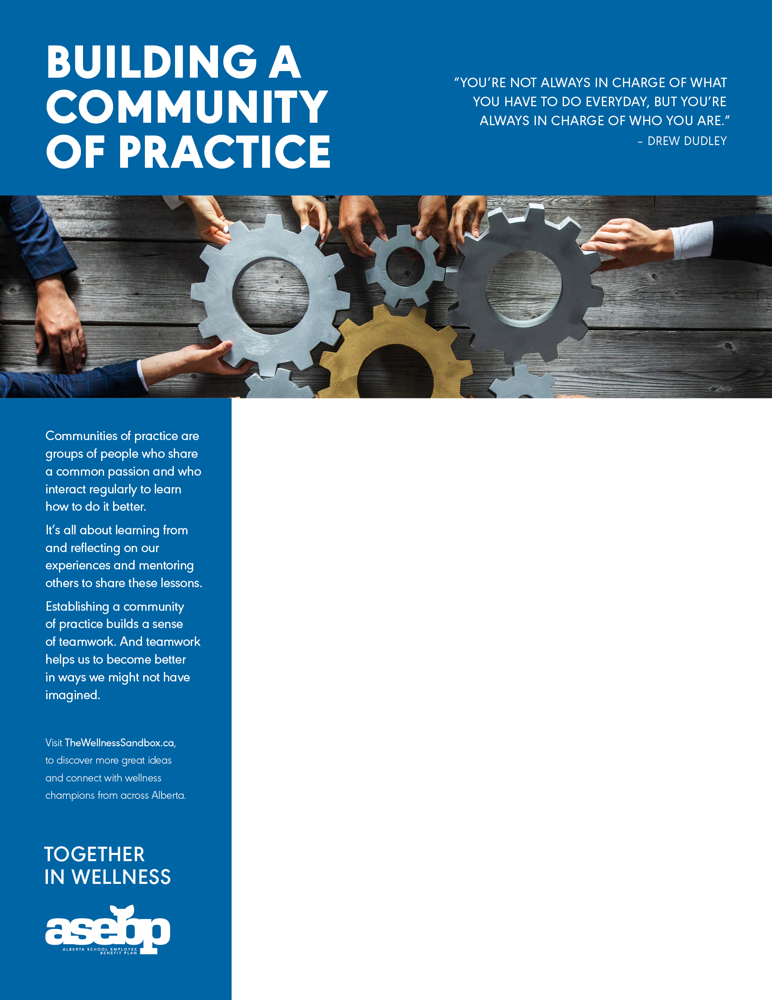 BUILDING A
COMMUNITY
OF PRACTICE
“YOU’RE NOT ALWAYS IN CHARGE OF WHAT
YOU HAVE TO DO EVERYDAY, BUT YOU’RE
ALWAYS IN CHARGE OF WHO YOU ARE.”
– DREW DUDLEY
Communities of practice are
groups of people who share
a common passion and who
interact regularly to learn
how to do it better.
It’s all about learning from
and reflecting on our
experiences and mentoring
others to share these lessons.
Establishing a community
of practice builds a sense
of teamwork. And teamwork
helps us to become better
in ways we might not have
imagined.
Visit TheWellnessSandbox.ca,
to discover more great ideas
and connect with wellness
champions from across Alberta.
TOGETHER
IN WELLNESS
asebp
ALBERTA SCHOOL EMPLOYEE
BENEFIT PLAN